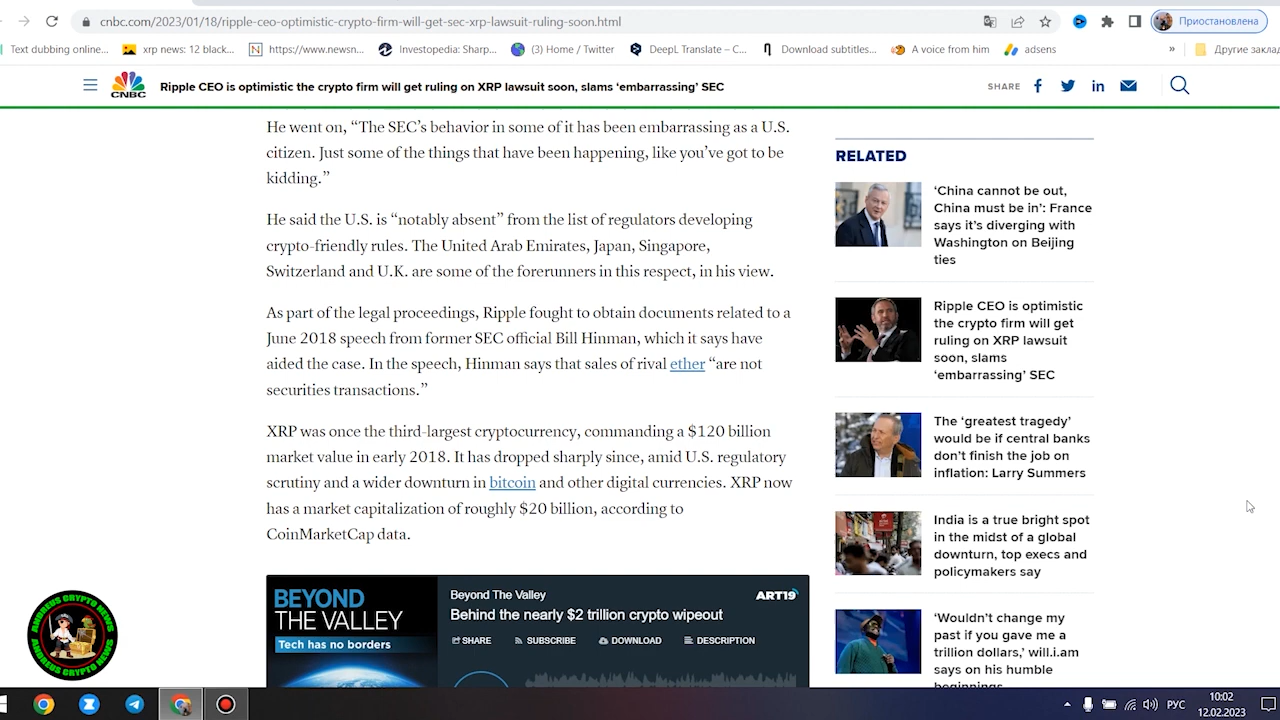 cnbc.com/2023/01/18/ripple-ceo-optimistic-crypto-firm-will-get-sec-xrp-lawsuit-ruling-soon.html
Приостановлена
Text dubbing online...
xrp news: 12 black...
https://www.newsn...
Investopedia: Sharp...
(3) Home / Twitter
DeepL Translate – C...
Download subtitles...
A voice from him
adsens
»
Другие заклад
CNBC
Ripple CEO is optimistic the crypto firm will get ruling on XRP lawsuit soon, slams ‘embarrassing’ SEC
SHARE
He went on, “The SEC’s behavior in some of it has been embarrassing as a U.S.
citizen. Just some of the things that have been happening, like you’ve got to be
kidding.”
He said the U.S. is “notably absent” from the list of regulators developing
crypto-friendly rules. The United Arab Emirates, Japan, Singapore,
Switzerland and U.K. are some of the forerunners in this respect, in his view.
As part of the legal proceedings, Ripple fought to obtain documents related to a
June 2018 speech from former SEC official Bill Hinman, which it says have
aided the case. In the speech, Hinman says that sales of rival ether “are not
securities transactions.”
XRP was once the third-largest cryptocurrency, commanding a $120 billion
market value in early 2018. It has dropped sharply since, amid U.S. regulatory
scrutiny and a wider downturn in bitcoin and other digital currencies. XRP now
has a market capitalization of roughly $20 billion, according to
CoinMarketCap data.
BEYOND
THE VALLEY
Tech has no borders
Beyond The Valley
ART19
Behind the nearly $2 trillion crypto wipeout
SHARE
SUBSCRIBE
DOWNLOAD
DESCRIPTION
RELATED
‘China cannot be out,
China must be in’: France
says it’s diverging with
Washington on Beijing
ties
Ripple CEO is optimistic
the crypto firm will get
ruling on XRP lawsuit
soon, slams
‘embarrassing’ SEC
The ‘greatest tragedy’
would be if central banks
don’t finish the job on
inflation: Larry Summers
India is a true bright spot
in the midst of a global
downturn, top execs and
policymakers say
‘Wouldn’t change my
past if you gave me a
trillion dollars,’ will.i.am
says on his humble
beginnings
ANDREUS CRYPTO NEWS
ANDREUS CRYPTO NEWS
РУС
10:02
12.02.2023